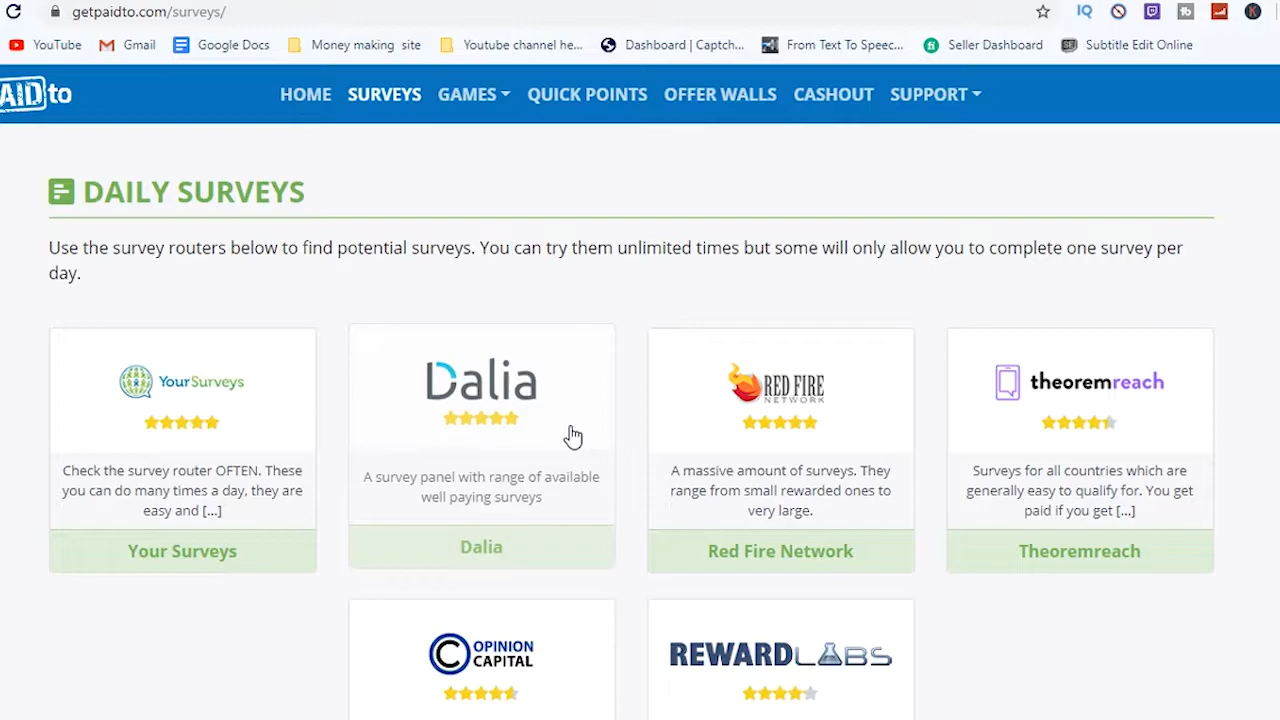 getpaidto.com/surveys/
IQ
K
YouTube
Gmail
Google Docs
Money making site
Youtube channel he...
Dashboard | Captch...
From Text To Speec...
fi
Seller Dashboard
SE
Subtitle Edit Online
AIDto
HOME
SURVEYS
GAMES
QUICK POINTS
OFFER WALLS
CASHOUT
SUPPORT
DAILY SURVEYS
Use the survey routers below to find potential surveys. You can try them unlimited times but some will only allow you to complete one survey per
day.
YourSurveys
Check the survey router OFTEN. These
you can do many times a day, they are
easy and [...]
Your Surveys
Dalia
A survey panel with range of available
well paying surveys
Dalia
RED FIRE
NETWORK
A massive amount of surveys. They
range from small rewarded ones to
very large.
Red Fire Network
theoremreach
Surveys for all countries which are
generally easy to qualify for. You get
paid if you get [...]
Theoremreach
C OPINION
CAPITAL
REWARDLABS